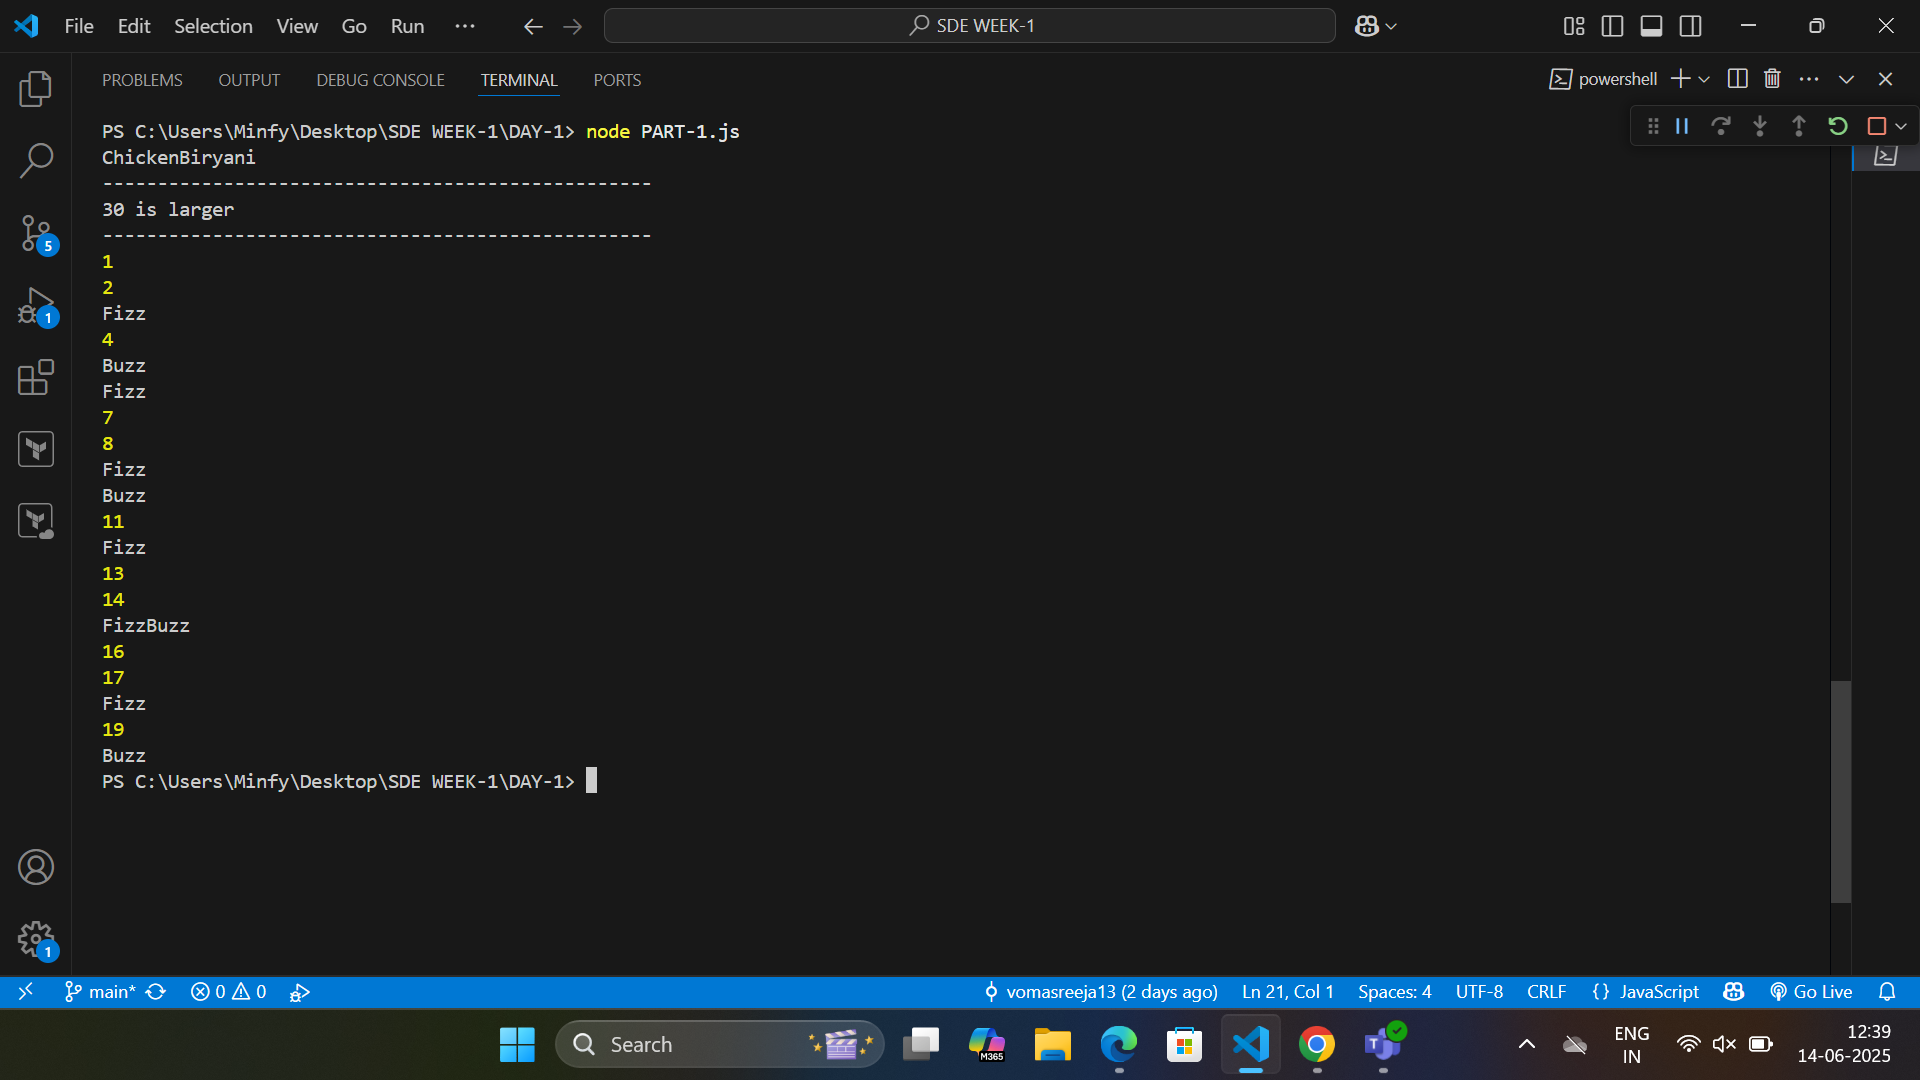 File Edit Selection View Go Run ··· SDE WEEK-1
PROBLEMS OUTPUT DEBUG CONSOLE TERMINAL PORTS powershell
PS C:\Users\Minfy\Desktop\SDE WEEK-1\DAY-1> node PART-1.js
ChickenBiryani
--------------------------------------------------
30 is larger
--------------------------------------------------
1
2
Fizz
4
Buzz
Fizz
7
8
Fizz
Buzz
11
Fizz
13
14
FizzBuzz
16
17
Fizz
19
Buzz
PS C:\Users\Minfy\Desktop\SDE WEEK-1\DAY-1>
5
1
1
main* 0 0 vomasreeja13 (2 days ago) Ln 21, Col 1 Spaces: 4 UTF-8 CRLF {} JavaScript Go Live
Search M365 T ENG IN 12:39
14-06-2025